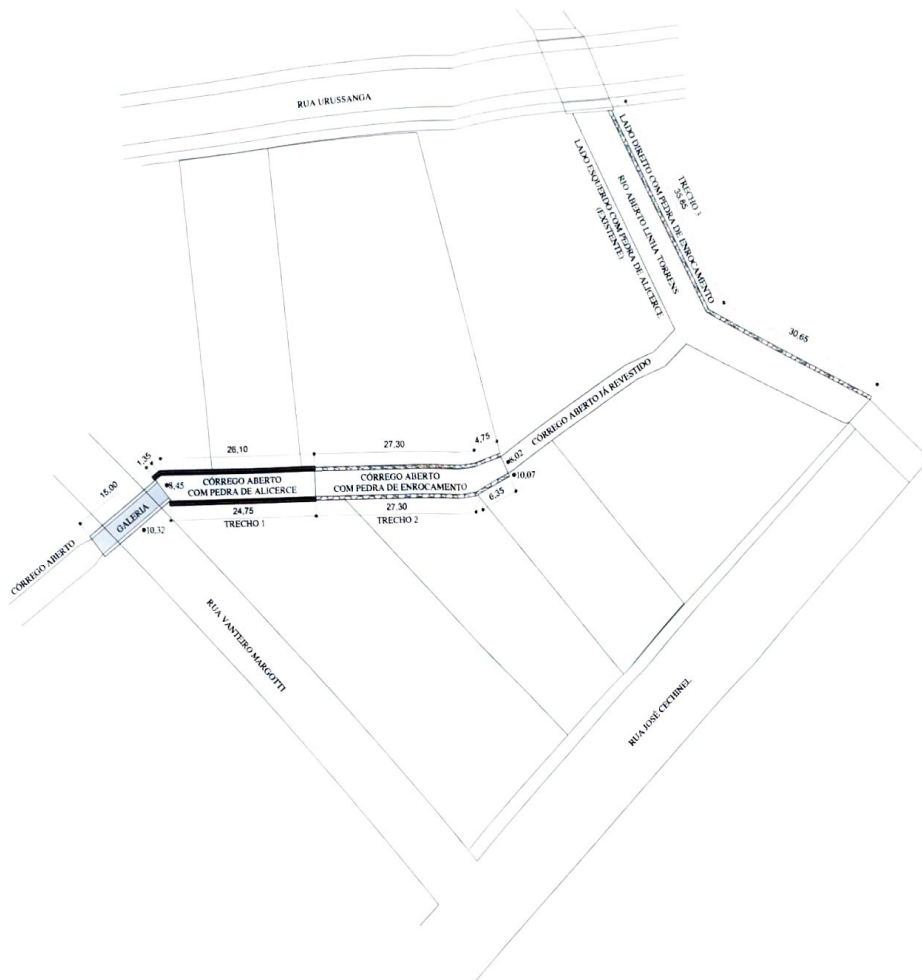 RUA URUSSANGA
LADO ESQUERDO COM PEDRA DE ALICERCE
(EXISTENTE)
RIO ABERTO LINHA TORRENS
LADO DIREITO COM PEDRA DE ENROCAMENTO
TRECHO 3
35,85
30,65
CÓRREGO ABERTO JÁ REVESTIDO
4,75
27,30
26,10
1,35
15,00
8,02
10,07
6,35
8,45
CÓRREGO ABERTO
COM PEDRA DE ALICERCE
CÓRREGO ABERTO
COM PEDRA DE ENROCAMENTO
24,75
TRECHO 1
27,30
TRECHO 2
GALERIA
10,32
CÓRREGO ABERTO
RUA VANTEIRO MARGOTTI
RUA JOSÉ CECHINEL